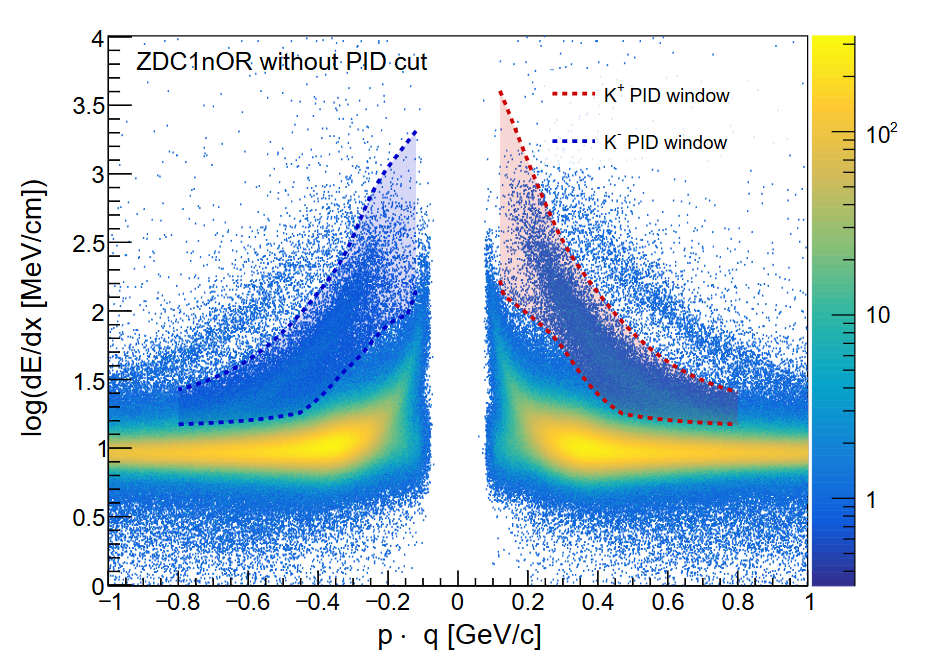 ZDC1nOR without PID cut
K⁺ PID window
K⁻ PID window
log(dE/dx [MeV/cm])
4
3.5
3
2.5
2
1.5
1
0.5
0
−1 −0.8 −0.6 −0.4 −0.2 0 0.2 0.4 0.6 0.8 1
p · q [GeV/c]
10²
10
1